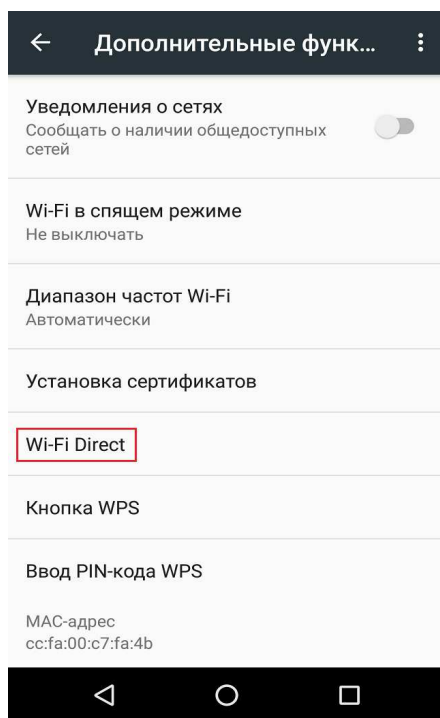 Дополнительные функ...
Уведомления о сетях
Сообщать о наличии общедоступных
сетей
Wi-Fi в спящем режиме
Не выключать
Диапазон частот Wi-Fi
Автоматически
Установка сертификатов
Wi-Fi Direct
Кнопка WPS
Ввод PIN-кода WPS
MAC-адрес
cc:fa:00:c7:fa:4b